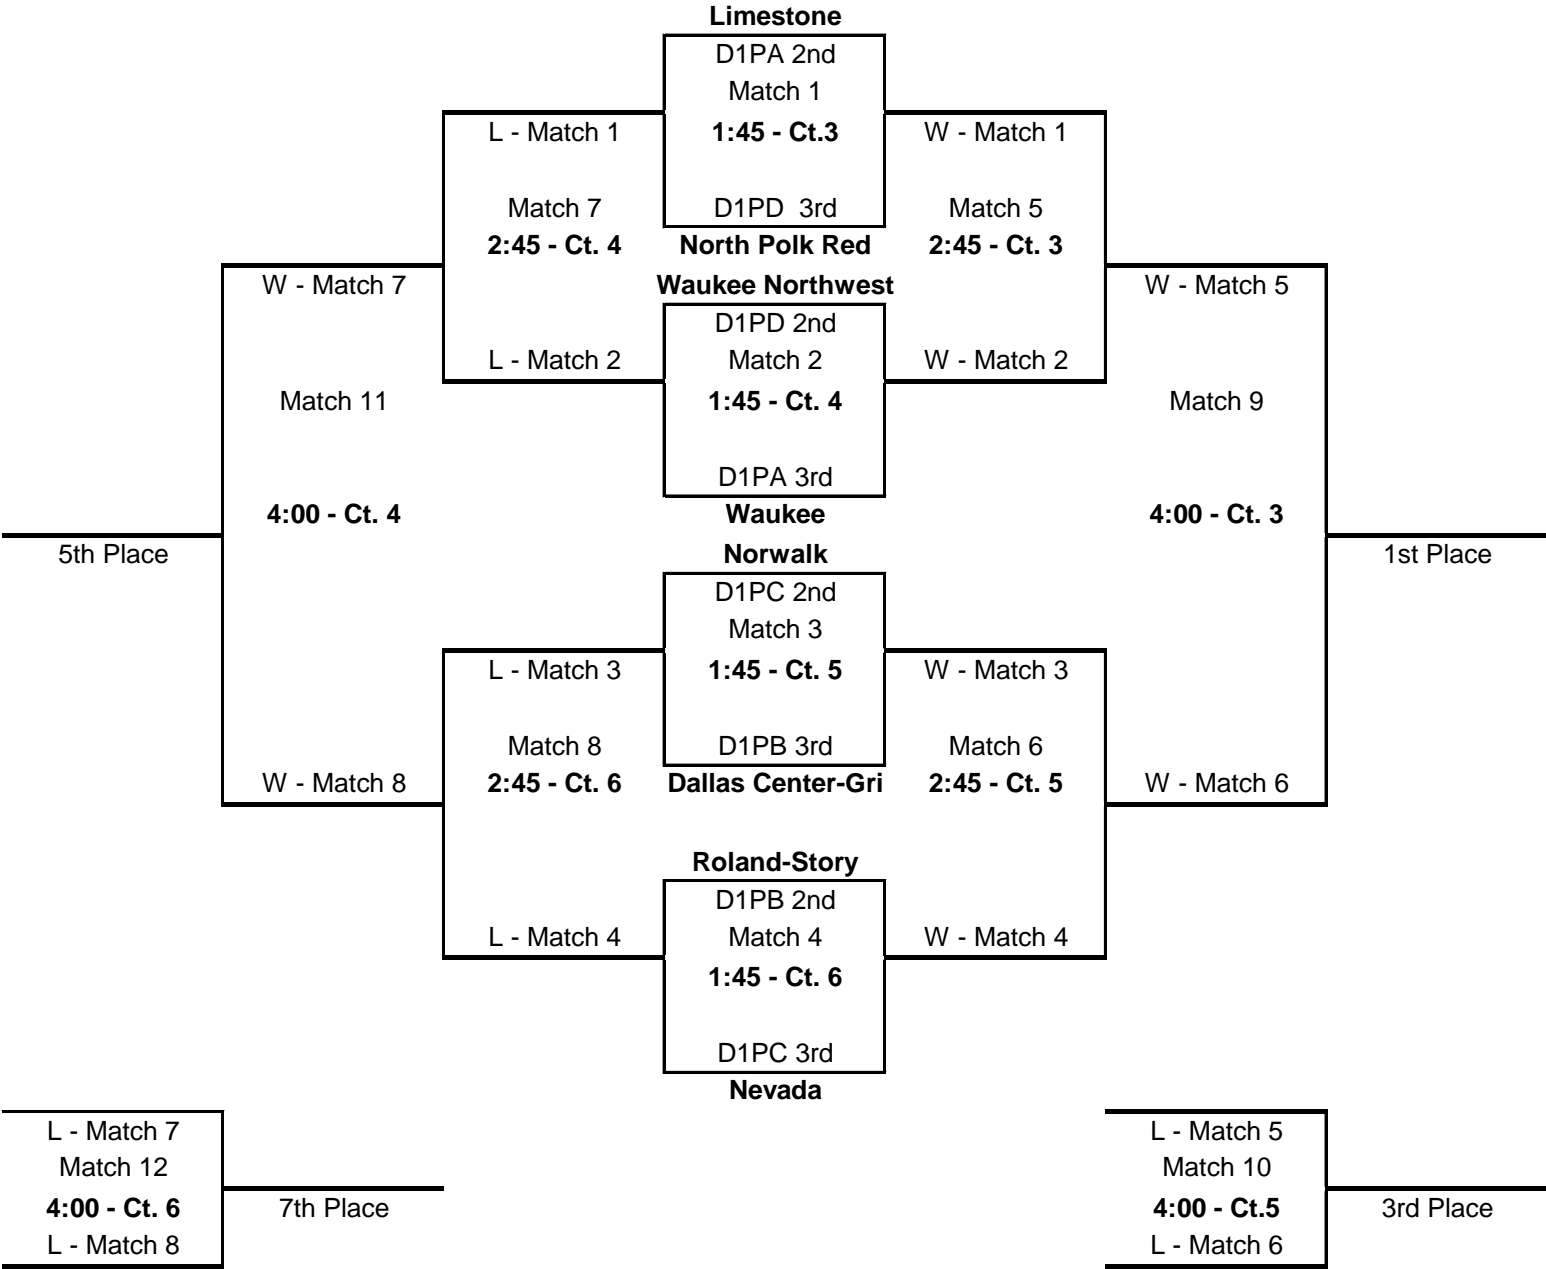 Limestone
D1PA 2nd
Match 1
L - Match 1
1:45 - Ct.3
W - Match 1
Match 7
D1PD  3rd
Match 5
2:45 - Ct. 4
North Polk Red
2:45 - Ct. 3
W - Match 7
Waukee Northwest
W - Match 5
D1PD 2nd
L - Match 2
Match 2
W - Match 2
Match 11
1:45 - Ct. 4
Match 9
D1PA 3rd
4:00 - Ct. 4
Waukee
4:00 - Ct. 3
5th Place
Norwalk
1st Place
D1PC 2nd
Match 3
L - Match 3
1:45 - Ct. 5
W - Match 3
Match 8
D1PB 3rd
Match 6
W - Match 8
2:45 - Ct. 6
Dallas Center-Gri
2:45 - Ct. 5
W - Match 6
Roland-Story
D1PB 2nd
L - Match 4
Match 4
W - Match 4
1:45 - Ct. 6
D1PC 3rd
Nevada
L - Match 7
L - Match 5
Match 12
Match 10
4:00 - Ct. 6
7th Place
4:00 - Ct.5
3rd Place
L - Match 8
L - Match 6